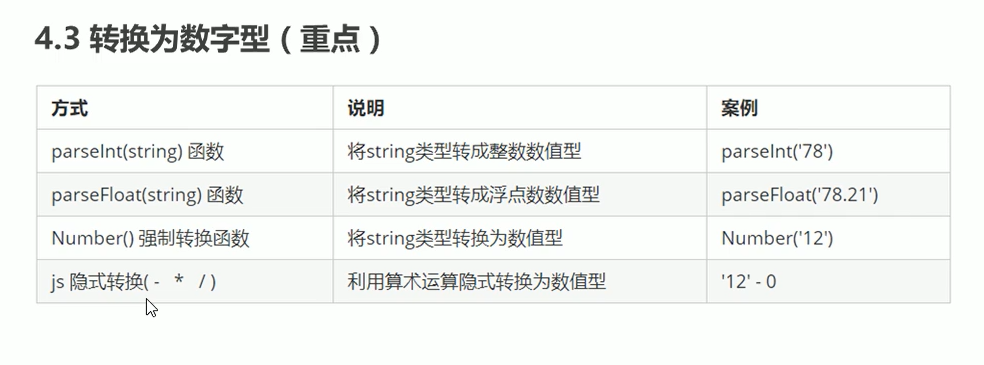 4.3 转换为数字型（重点）
方式 说明 案例
parseInt(string) 函数 将string类型转成整数数值型 parseInt('78')
parseFloat(string) 函数 将string类型转成浮点数数值型 parseFloat('78.21')
Number() 强制转换函数 将string类型转换为数值型 Number('12')
js 隐式转换( - * / ) 利用算术运算隐式转换为数值型 '12' - 0